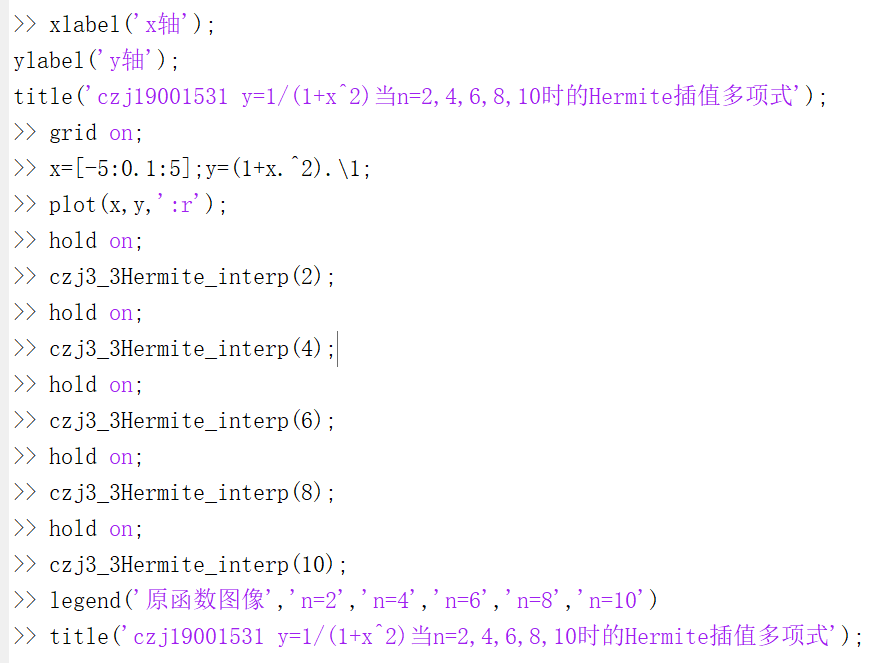 >> xlabel('x轴');
ylabel('y轴');
title('czj19001531 y=1/(1+x^2)当n=2,4,6,8,10时的Hermite插值多项式');
>> grid on;
>> x=[-5:0.1:5];y=(1+x.^2).\1;
>> plot(x,y,':r');
>> hold on;
>> czj3_3Hermite_interp(2);
>> hold on;
>> czj3_3Hermite_interp(4);
>> hold on;
>> czj3_3Hermite_interp(6);
>> hold on;
>> czj3_3Hermite_interp(8);
>> hold on;
>> czj3_3Hermite_interp(10);
>> legend('原函数图像','n=2','n=4','n=6','n=8','n=10')
>> title('czj19001531 y=1/(1+x^2)当n=2,4,6,8,10时的Hermite插值多项式');